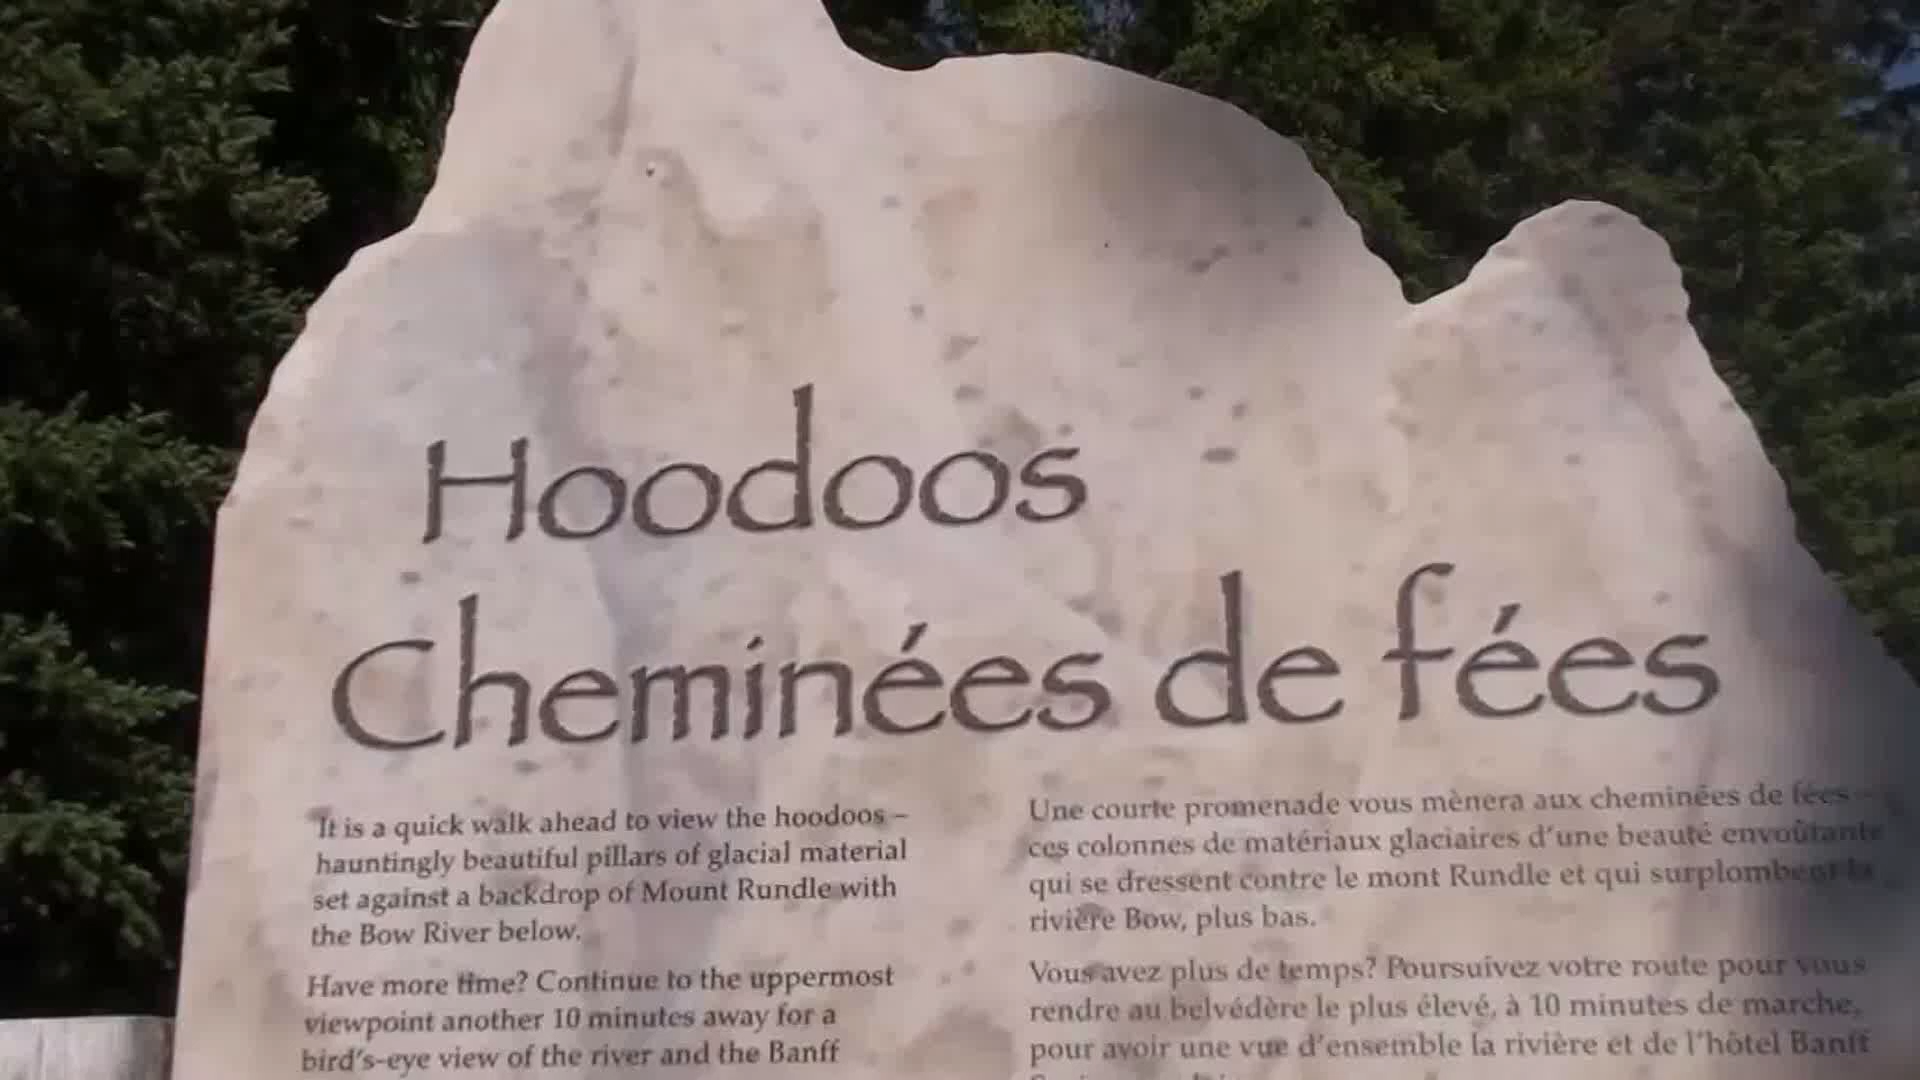 Hoodoos
Cheminées de fées
It is a quick walk ahead to view the hoodoos –
hauntingly beautiful pillars of glacial material
set against a backdrop of Mount Rundle with
the Bow River below.
Have more time? Continue to the uppermost
viewpoint another 10 minutes away for a
bird's-eye view of the river and the Banff
Une courte promenade vous mènera aux cheminées de fées –
ces colonnes de matériaux glaciaires d'une beauté envoûtante
qui se dressent contre le mont Rundle et qui surplombent la
rivière Bow, plus bas.
Vous avez plus de temps? Poursuivez votre route pour vous
rendre au belvédère le plus élevé, à 10 minutes de marche,
pour avoir une vue d'ensemble la rivière et de l'hôtel Banff